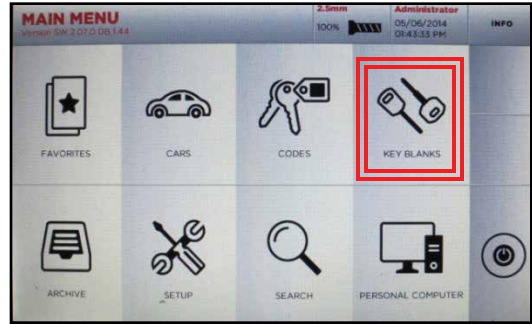 MAIN MENU
Version SW 2.07.0 DB 1.44
2.5mm
100%
Administrator
05/06/2014
01:43:33 PM
INFO
FAVORITES
CARS
CODES
KEY BLANKS
ARCHIVE
SETUP
SEARCH
PERSONAL COMPUTER